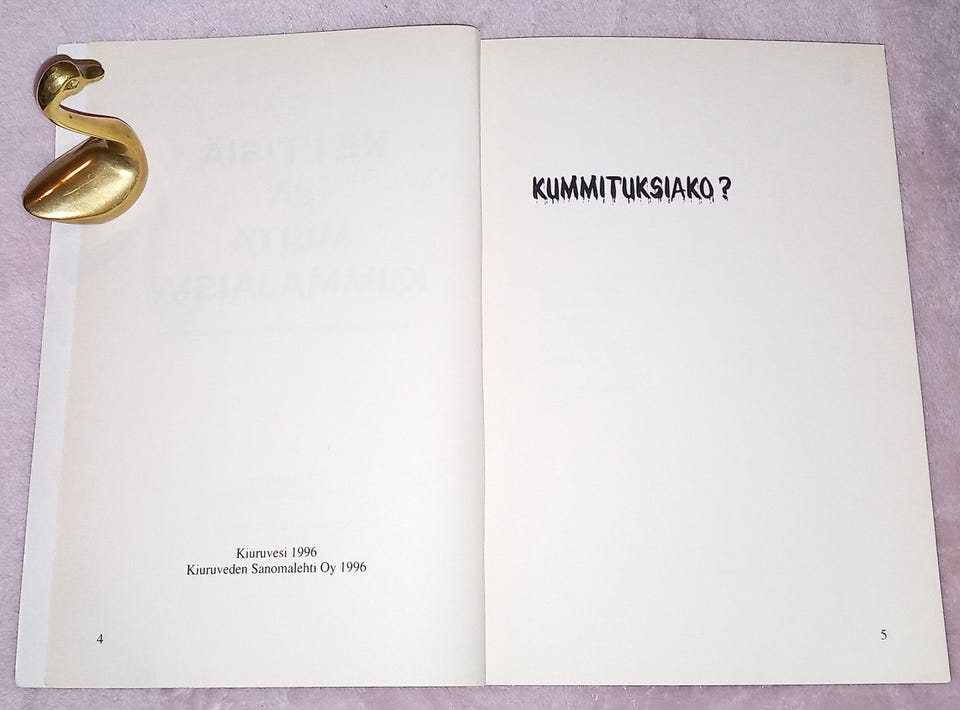 Kiuruvesi 1996
Kiuruveden Sanomalehti Oy 1996
4
KUMMITUKSIAKO?
5